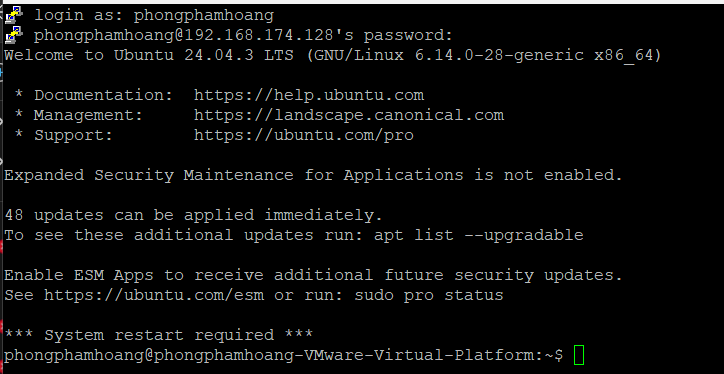 login as: phongphamhoang
phongphamhoang@192.168.174.128's password:
Welcome to Ubuntu 24.04.3 LTS (GNU/Linux 6.14.0-28-generic x86_64)
* Documentation:  https://help.ubuntu.com
* Management:     https://landscape.canonical.com
* Support:        https://ubuntu.com/pro
Expanded Security Maintenance for Applications is not enabled.
48 updates can be applied immediately.
To see these additional updates run: apt list --upgradable
Enable ESM Apps to receive additional future security updates.
See https://ubuntu.com/esm or run: sudo pro status
*** System restart required ***
phongphamhoang@phongphamhoang-VMware-Virtual-Platform:~$